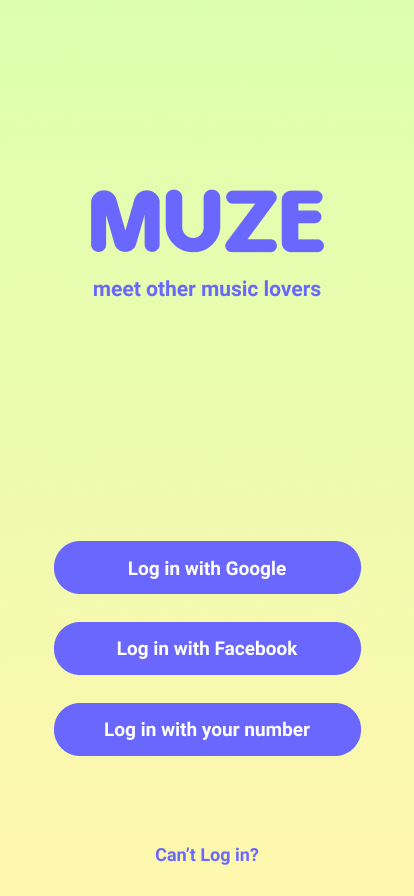 MUZE
meet other music lovers
Log in with Google
Log in with Facebook
Log in with your number
Can’t Log in?